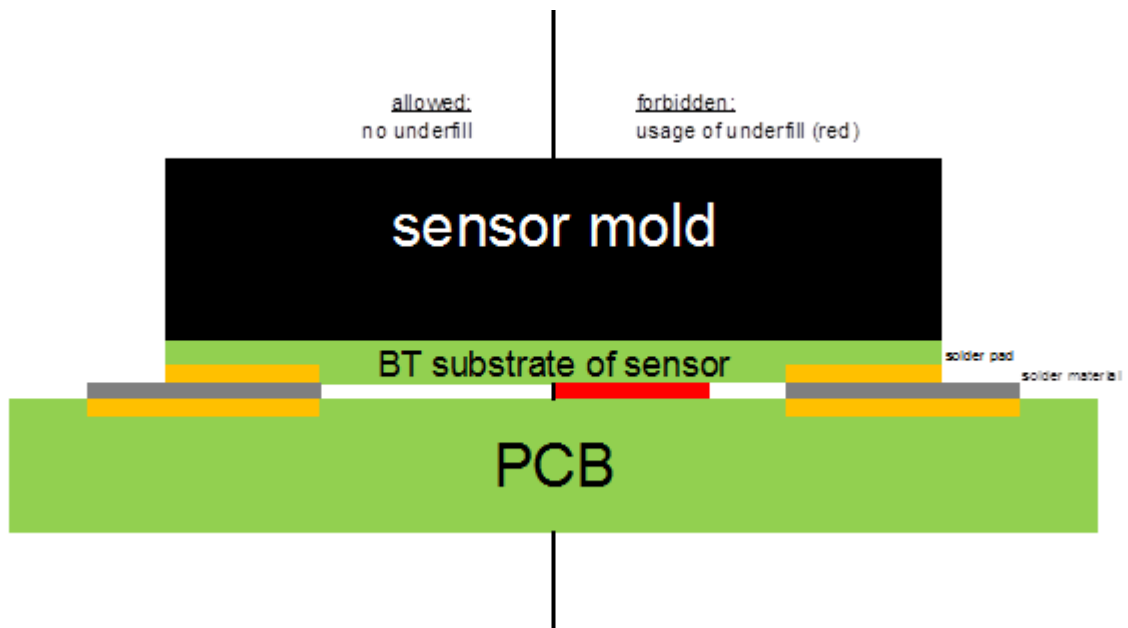 allowed:
no underfill
forbidden:
usage of underfill (red)
sensor mold
BT substrate of sensor
solder pad
solder material
PCB